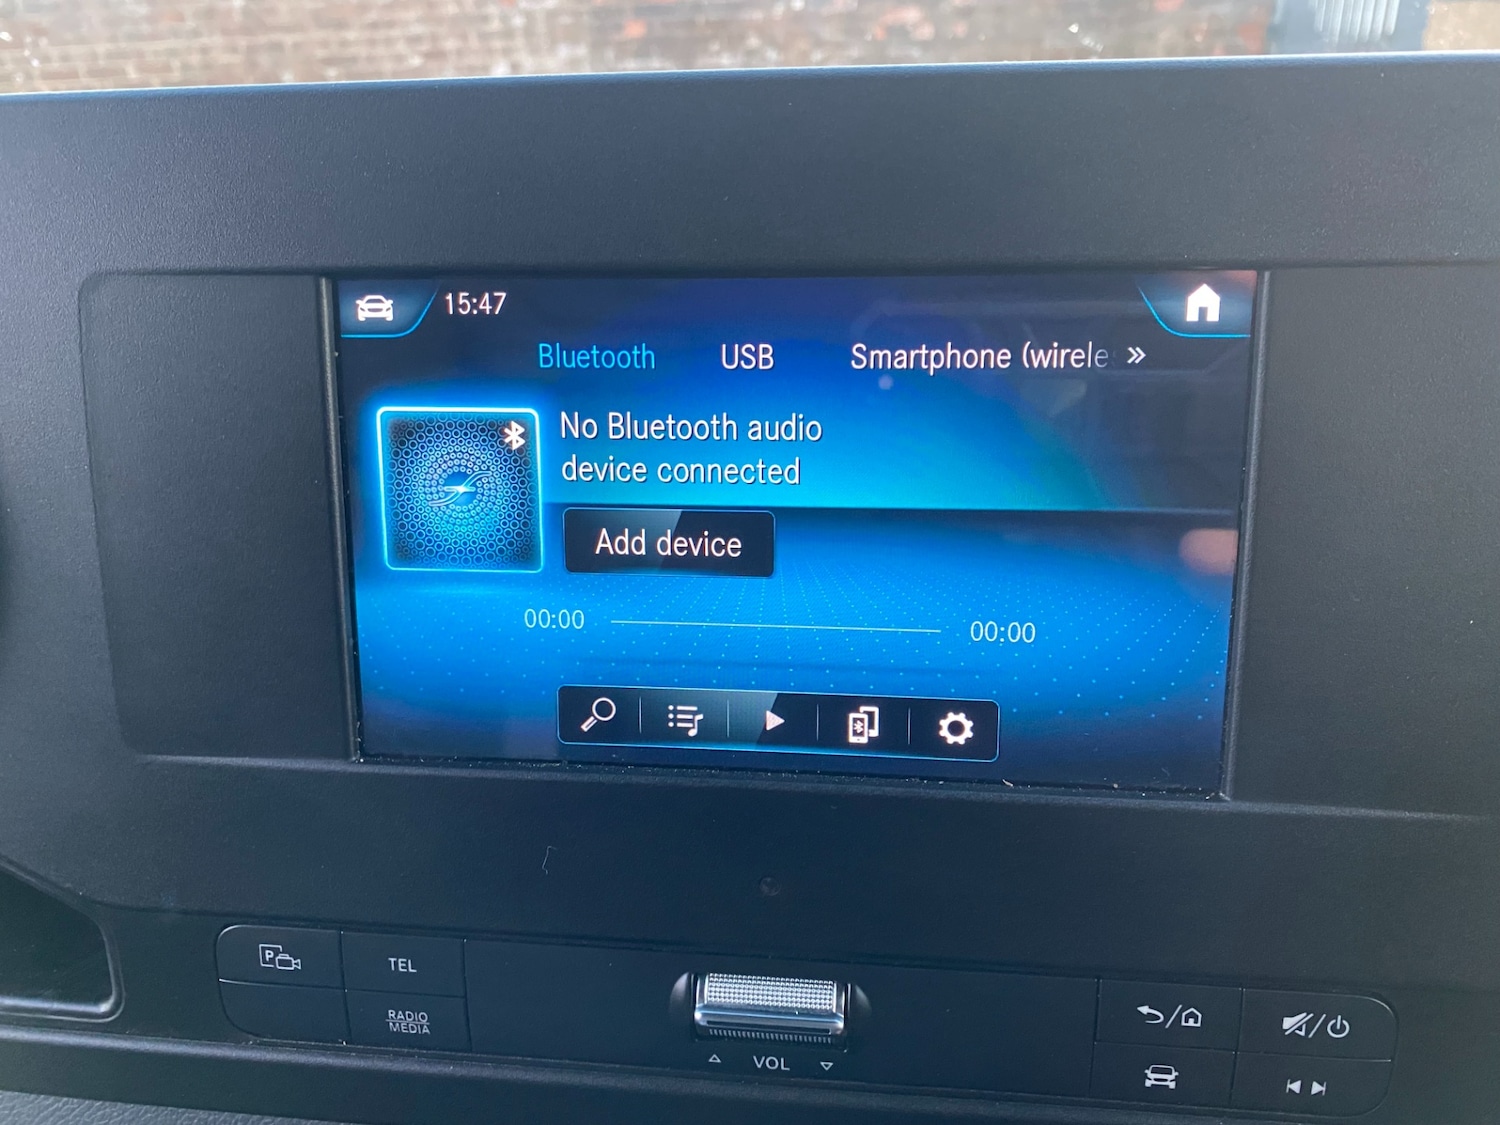 15:47
Bluetooth USB Smartphone (wirele
No Bluetooth audio
device connected
Add device
00:00 00:00
P
TEL
RADIO
MEDIA
VOL